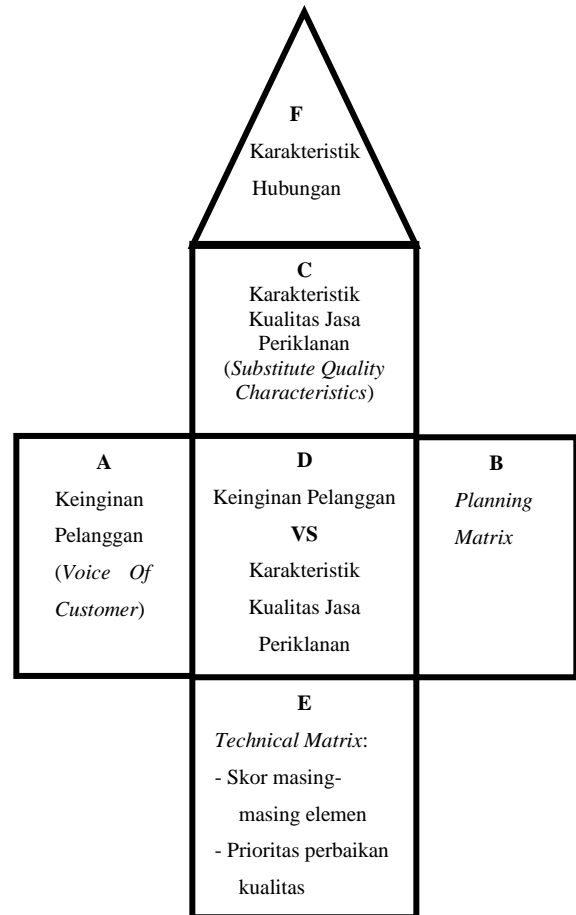 F
Karakteristik
Hubungan
C
Karakteristik
Kualitas Jasa
Periklanan
(Substitute Quality
Characteristics)
A
Keinginan
Pelanggan
(Voice Of
Customer)
D
Keinginan Pelanggan
VS
Karakteristik
Kualitas Jasa
Periklanan
B
Planning
Matrix
E
Technical Matrix:
- Skor masing-
masing elemen
- Prioritas perbaikan
kualitas